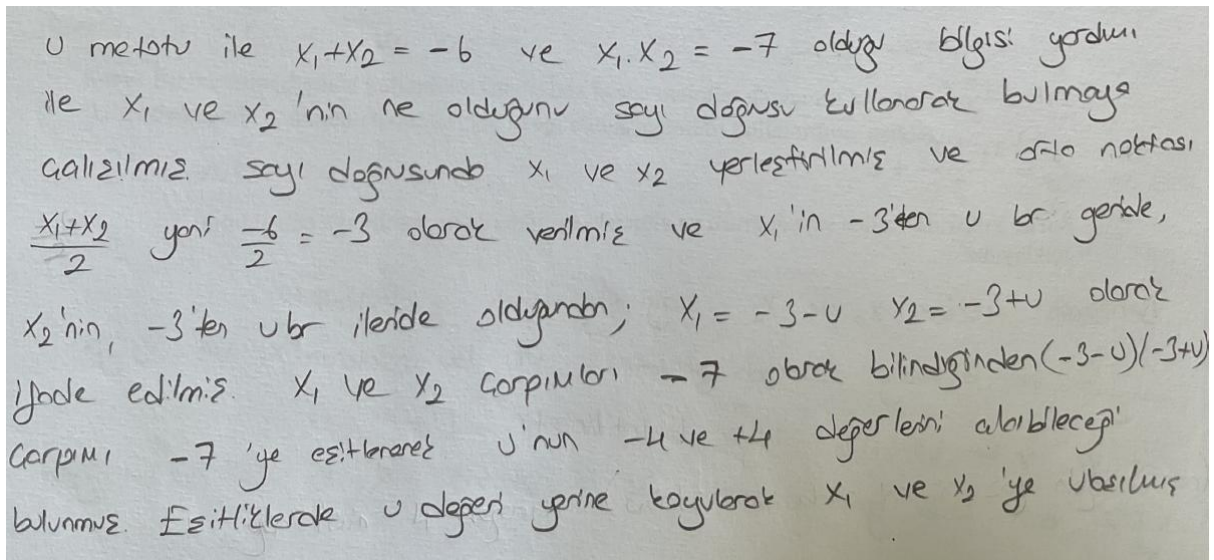 U metotu ile x₁+x₂ = -6 ve x₁.x₂ = -7 olduğu bilgisi yardımı
ile x₁ ve x₂'nin ne olduğunu sayı doğrusu kullanarak bulmaya
çalışılmış. sayı doğrusunda x₁ ve x₂ yerleştirilmiş ve orta noktası
\frac{x₁+x₂}{2} yani \frac{-6}{2} = -3 olarak verilmiş ve x₁'in -3'ten u br geride,
x₂'nin, -3'ten u br ileride olduğundan; x₁ = -3-u x₂ = -3+u olarak
ifade edilmiş. x₁ ve x₂ çarpımları -7 olarak bilindiğinden (-3-u)(-3+u)
çarpımı -7'ye eşitlenerek u'nun -4 ve +4 değerlerini alabileceği
bulunmuş. Eşitliklerde u değeri yerine koyularak x₁ ve x₂'ye ulaşılmış